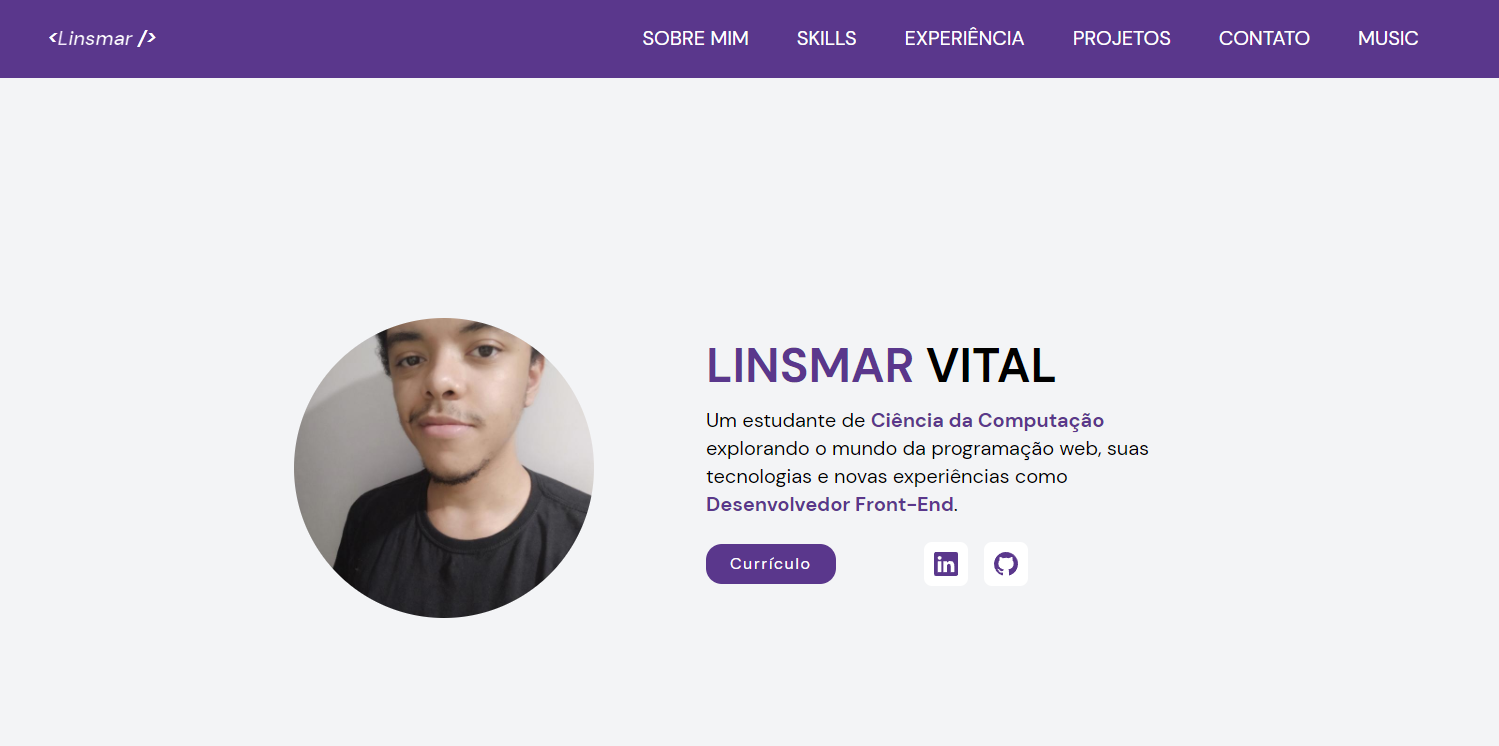 <Linsmar />
SOBRE MIM SKILLS EXPERIÊNCIA PROJETOS CONTATO MUSIC
LINSMAR VITAL
Um estudante de Ciência da Computação
explorando o mundo da programação web, suas
tecnologias e novas experiências como
Desenvolvedor Front-End.
Currículo
in